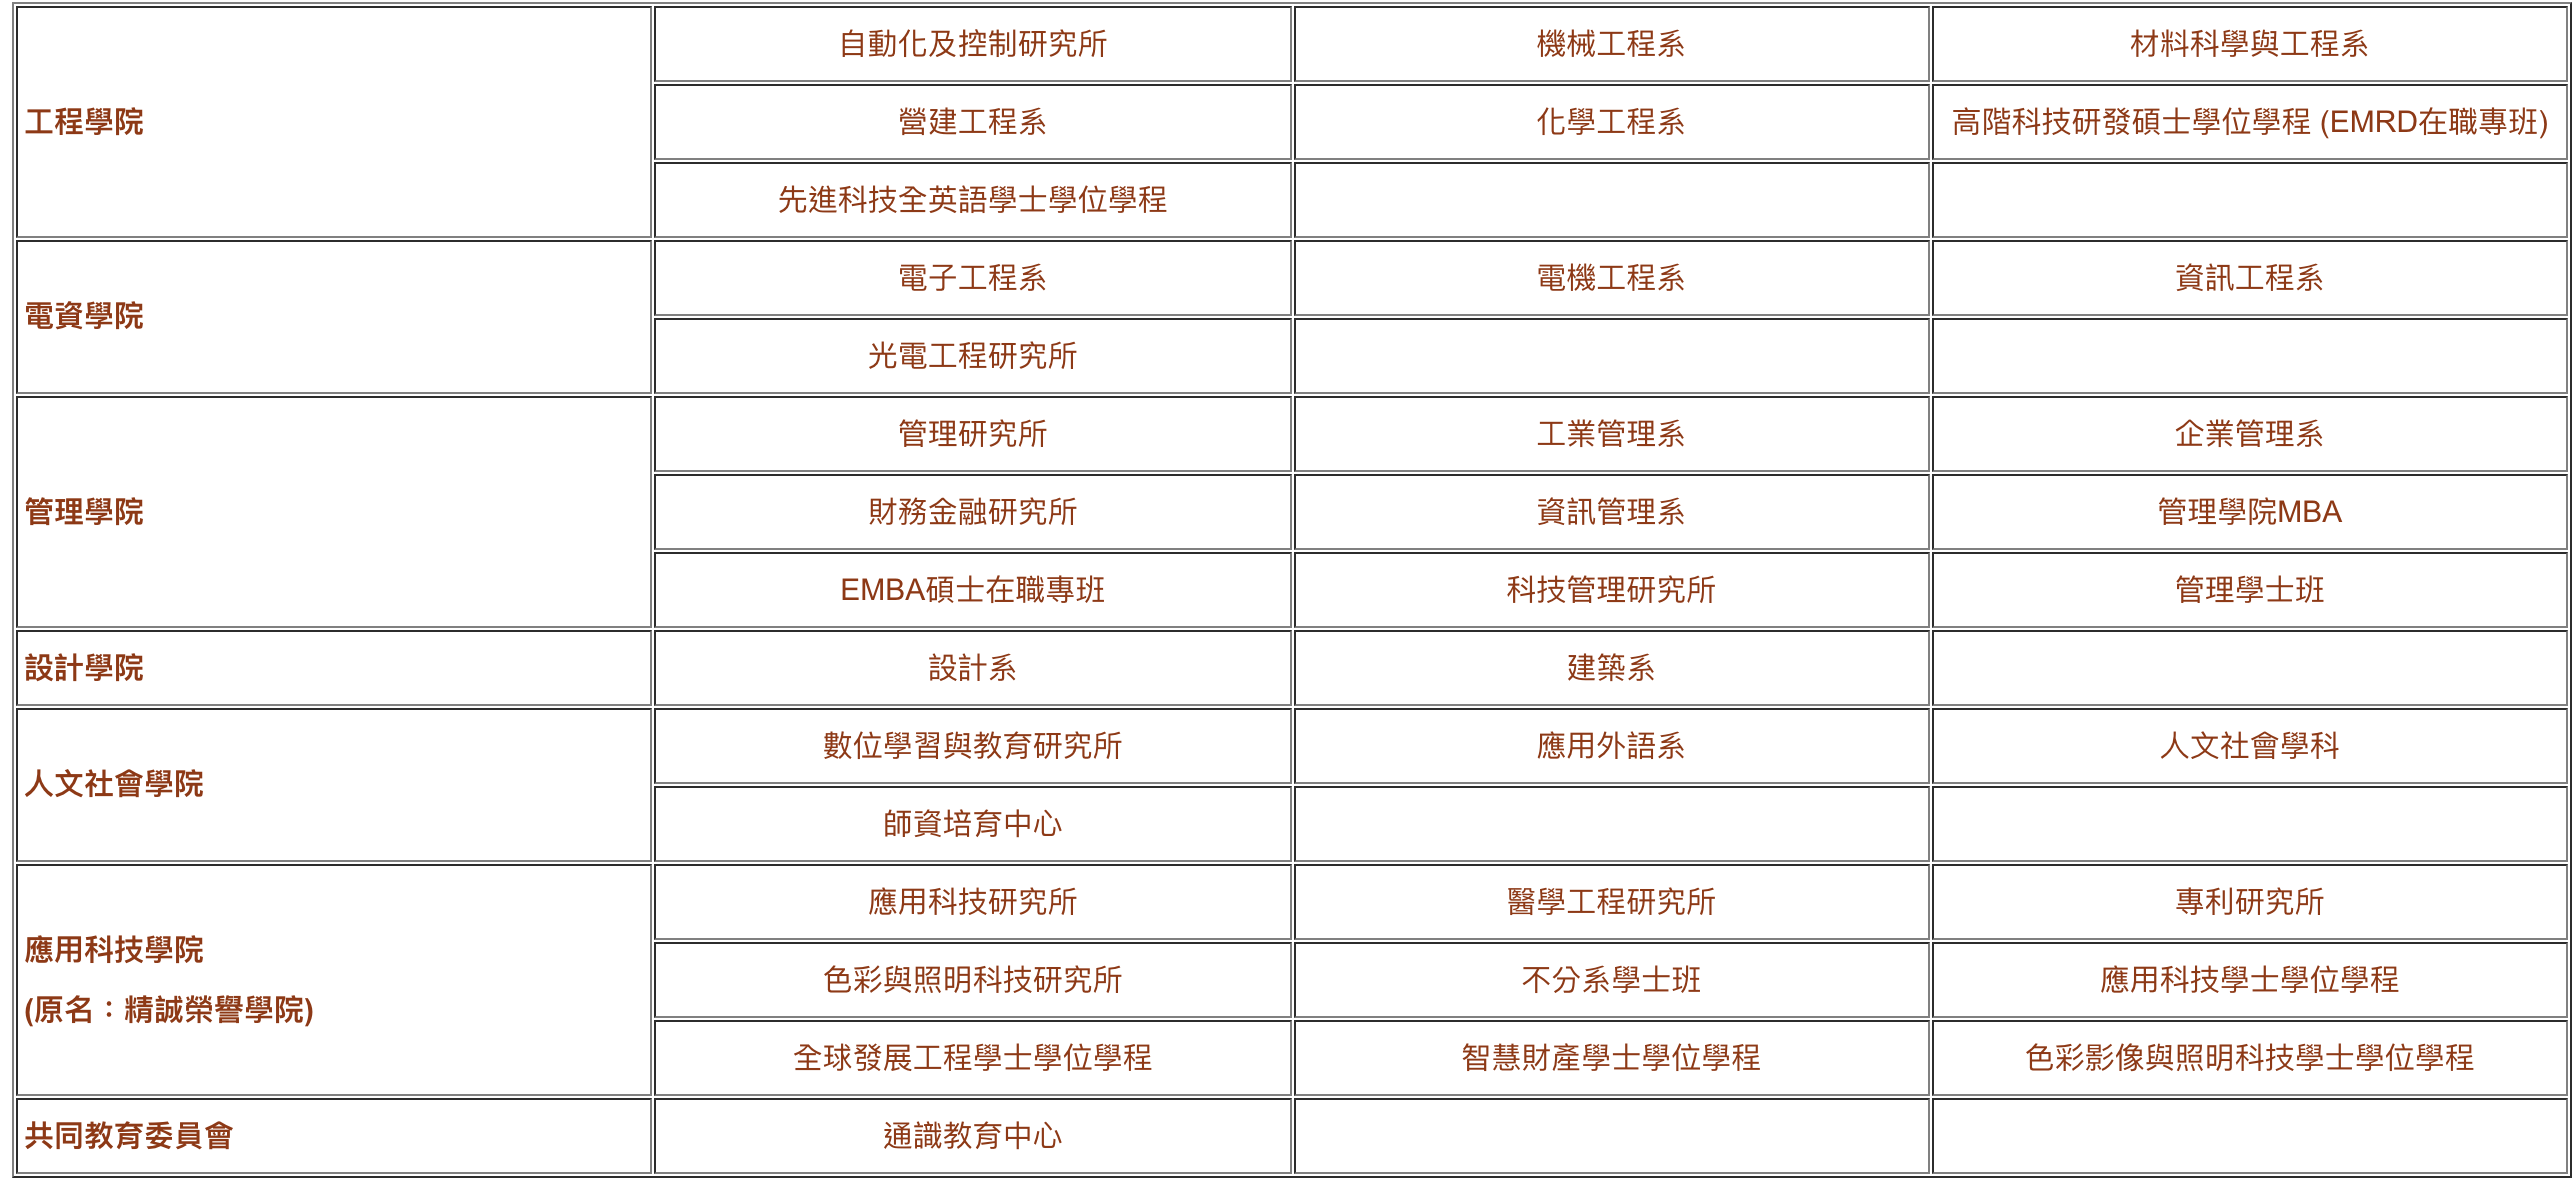 工程學院
自動化及控制研究所
機械工程系
材料科學與工程系
營建工程系
化學工程系
高階科技研發碩士學位學程 (EMRD在職專班)
先進科技全英語學士學位學程
電資學院
電子工程系
電機工程系
資訊工程系
光電工程研究所
管理學院
管理研究所
工業管理系
企業管理系
財務金融研究所
資訊管理系
管理學院MBA
EMBA碩士在職專班
科技管理研究所
管理學士班
設計學院
設計系
建築系
人文社會學院
數位學習與教育研究所
應用外語系
人文社會學科
師資培育中心
應用科技學院
(原名：精誠榮譽學院)
應用科技研究所
醫學工程研究所
專利研究所
色彩與照明科技研究所
不分系學士班
應用科技學士學位學程
全球發展工程學士學位學程
智慧財產學士學位學程
色彩影像與照明科技學士學位學程
共同教育委員會
通識教育中心